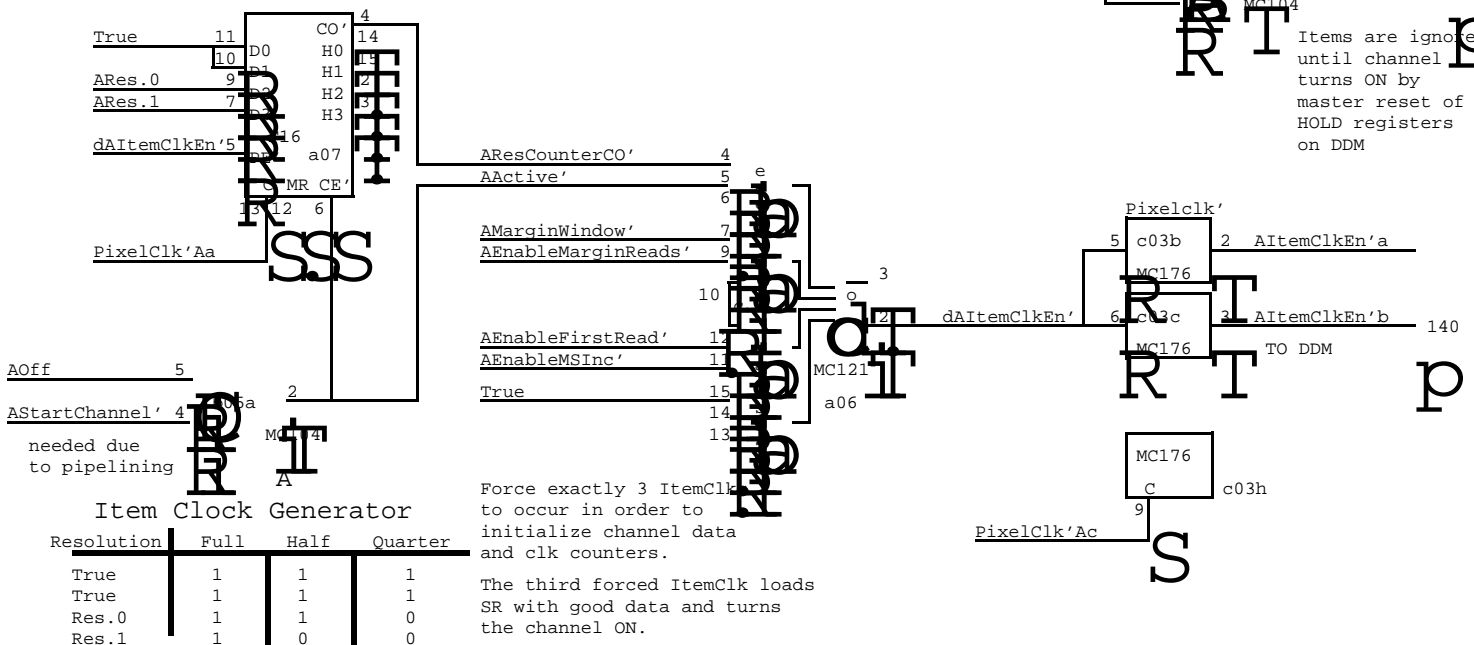 CO' 4
True 11
D0
H0 14
10
D1
H1
ARes.0 9
H2
ARes.1 7
H3
dAItemClkEn' 5
a07
MR CE'
13 12 6
PixelClk'Aa
S S S
AResCounterCO' 4
AActive' 5
6
AMarginWindow' 7
AEnableMarginReads' 9
10
AEnableFirstRead' 12
AEnableMSInc' 11
True 15
14
13
e
o
3
2
MC121
a06
dAItemClkEn'
Pixelclk'
5 c03b 2 AItemClkEn'a
MC176
6 c03c 3 AItemClkEn'b
MC176
140
TO DDM
R T
R T
p
MC176
C c03h
9
PixelClk'Ac
S
MC104
R T
Items are ignore
until channel
turns ON by
master reset of
HOLD registers
on DDM
AOff 5
AStartChannel' 4
2
MC104
A
needed due
to pipelining
Item Clock Generator
Resolution Full Half Quarter
True 1 1 1
True 1 1 1
Res.0 1 1 0
Res.1 1 0 0
Force exactly 3 ItemClk
to occur in order to
initialize channel data
and clk counters.
The third forced ItemClk loads
SR with good data and turns
the channel ON.